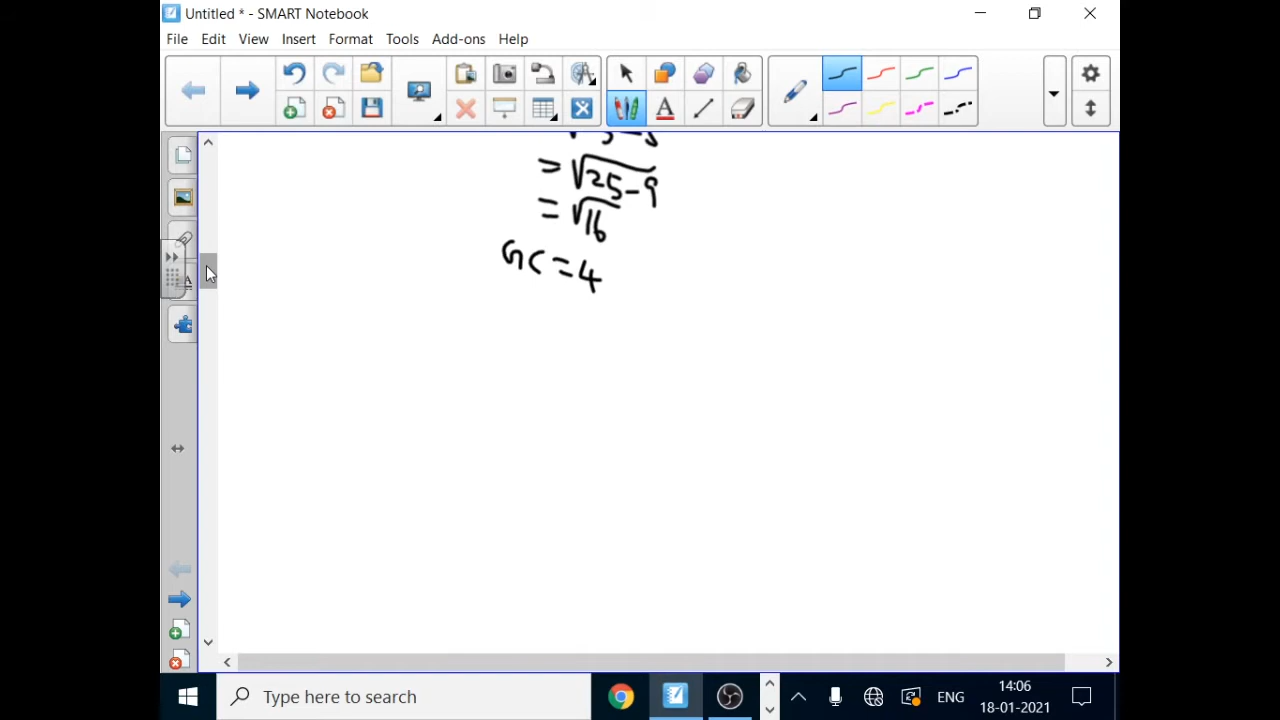 Untitled * - SMART Notebook
File Edit View Insert Format Tools Add-ons Help
= √25-9
= √16
GC = 4
Type here to search
ENG
14:06
18-01-2021